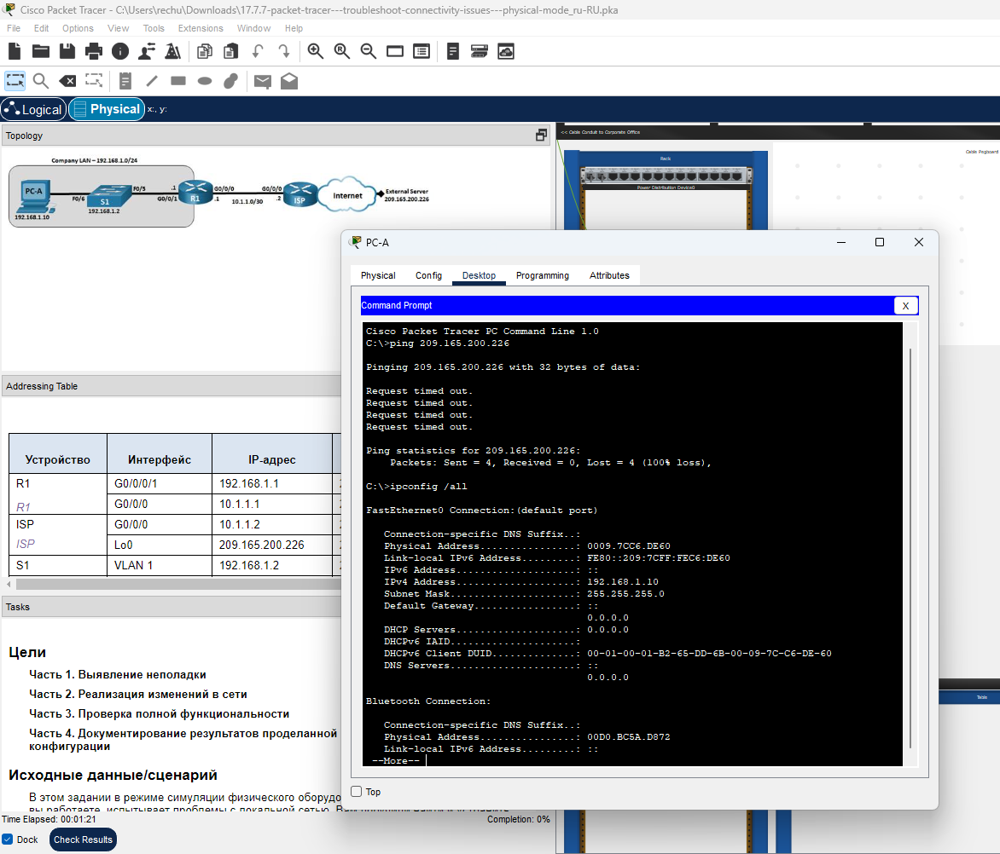 Cisco Packet Tracer - C:\Users\rechu\Downloads\17.7.7-packet-tracer---troubleshoot-connectivity-issues---physical-mode_ru-RU.pka
File Edit Options View Tools Extensions Window Help
Logical Physical x:, y:
Topology
Company LAN – 192.168.1.0/24
PC-A
192.168.1.10
F0/6
S1
192.168.1.2
F0/5
G0/0/1
.1
R1
G0/0/0
.1
10.1.1.0/30
G0/0/0
.2
ISP
Internet
External Server
209.165.200.226
<< Cable Conduit to Corporate Office
Rack
Power Distribution Device0
Cable Pegboard
Table
Addressing Table
Устройство Интерфейс IP-адрес
R1 G0/0/0/1 192.168.1.1
R1 G0/0/0 10.1.1.1
ISP G0/0/0 10.1.1.2
ISP Lo0 209.165.200.226
S1 VLAN 1 192.168.1.2
Tasks
Цели
Часть 1. Выявление неполадки
Часть 2. Реализация изменений в сети
Часть 3. Проверка полной функциональности
Часть 4. Документирование результатов проделанной
конфигурации
Исходные данные/сценарий
В этом задании в режиме симуляции физического оборудо
Time Elapsed: 00:01:21 Completion: 0%
Dock Check Results
PC-A
Physical Config Desktop Programming Attributes
Command Prompt X
Cisco Packet Tracer PC Command Line 1.0
C:\>ping 209.165.200.226
Pinging 209.165.200.226 with 32 bytes of data:
Request timed out.
Request timed out.
Request timed out.
Request timed out.
Ping statistics for 209.165.200.226:
Packets: Sent = 4, Received = 0, Lost = 4 (100% loss),
C:\>ipconfig /all
FastEthernet0 Connection:(default port)
Connection-specific DNS Suffix..:
Physical Address................: 0009.7CC6.DE60
Link-local IPv6 Address.........: FE80::209:7CFF:FEC6:DE60
IPv6 Address....................: ::
IPv4 Address....................: 192.168.1.10
Subnet Mask.....................: 255.255.255.0
Default Gateway.................: ::
0.0.0.0
DHCP Servers....................: 0.0.0.0
DHCPv6 IAID.....................:
DHCPv6 Client DUID..............: 00-01-00-01-B2-65-DD-6B-00-09-7C-C6-DE-60
DNS Servers.....................: ::
0.0.0.0
Bluetooth Connection:
Connection-specific DNS Suffix..:
Physical Address................: 00D0.BC5A.D872
Link-local IPv6 Address.........: ::
--More--
Top